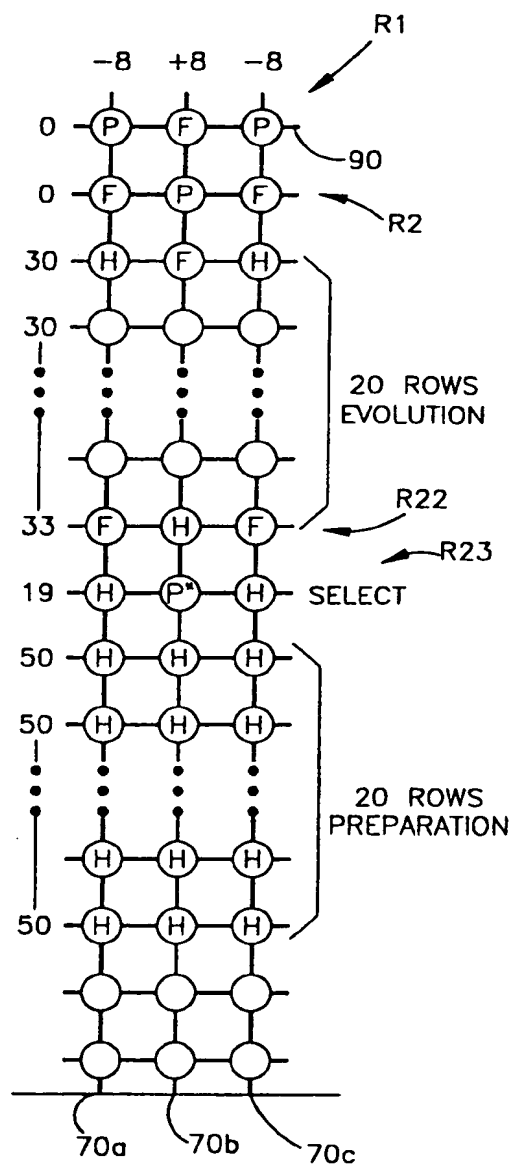 R1
-8 +8 -8
0 P F P
90
0 F P F
R2
30 H F H
30
20 ROWS
EVOLUTION
R22
33 F H F
R23
19 H P* H SELECT
50 H H H
50 H H H
20 ROWS
PREPARATION
H H H
50 H H H
70a 70b 70c